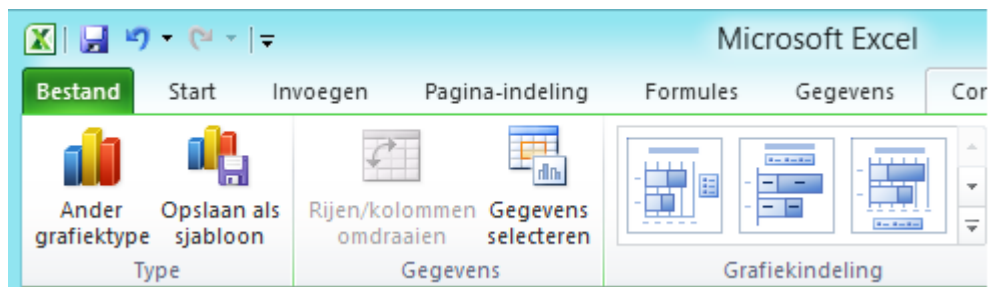 Microsoft Excel
Bestand Start Invoegen Pagina-indeling Formules Gegevens
Ander grafiektype
Opslaan als sjabloon
Rijen/kolommen omdraaien
Gegevens selecteren
Type Gegevens Grafiekindeling